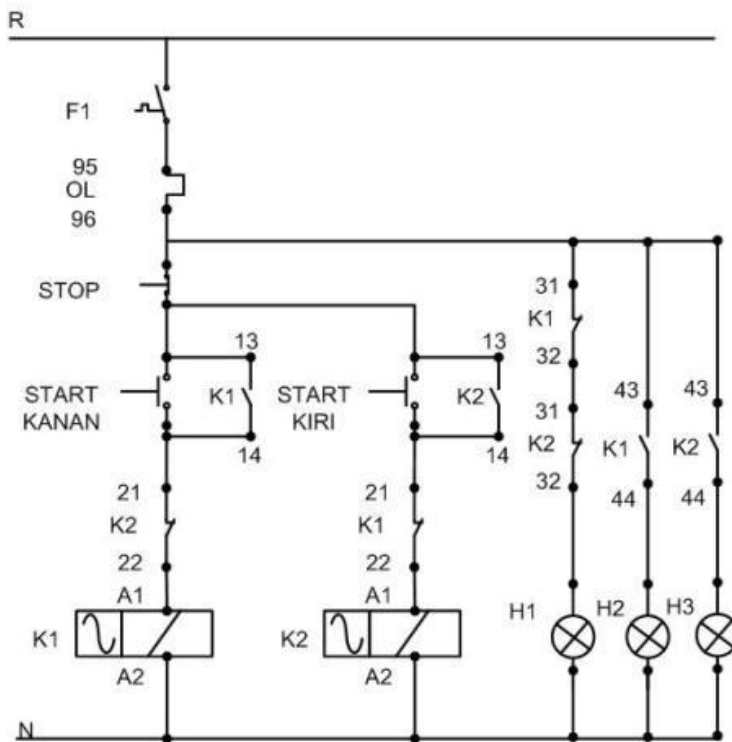 R
F1
95
OL
96
STOP
31
K1
32
13
13
START
KANAN
K1
START
KIRI
K2
31
43
43
K2
K1
K2
14
14
32
44
44
21
K2
22
21
K1
22
A1
A1
K1
K2
H1
H2
H3
A2
A2
N